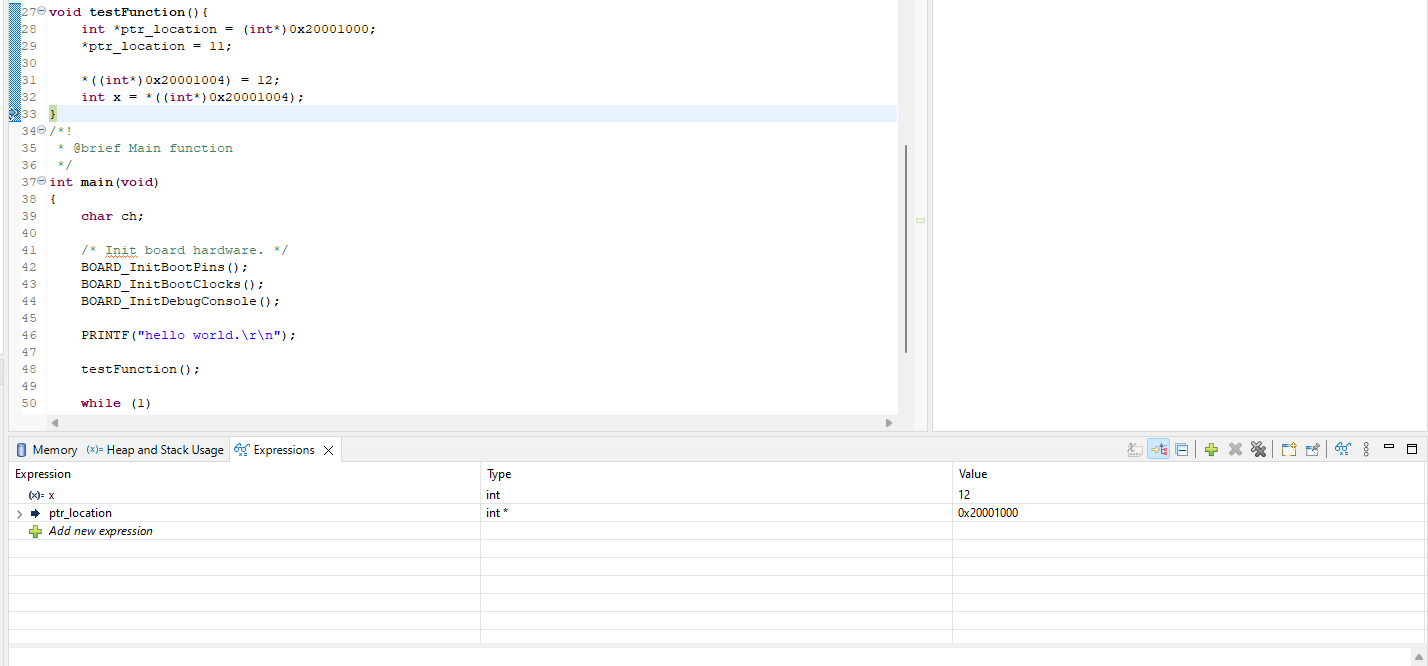 27 void testFunction(){
28     int *ptr_location = (int*)0x20001000;
29     *ptr_location = 11;
30
31     *((int*)0x20001004) = 12;
32     int x = *((int*)0x20001004);
33 }
34 /*!
35  * @brief Main function
36  */
37 int main(void)
38 {
39     char ch;
40
41     /* Init board hardware. */
42     BOARD_InitBootPins();
43     BOARD_InitBootClocks();
44     BOARD_InitDebugConsole();
45
46     PRINTF("hello world.\r\n");
47
48     testFunction();
49
50     while (1)
Memory (x)= Heap and Stack Usage Expressions
Expression Type Value
(x)= x int 12
ptr_location int * 0x20001000
Add new expression